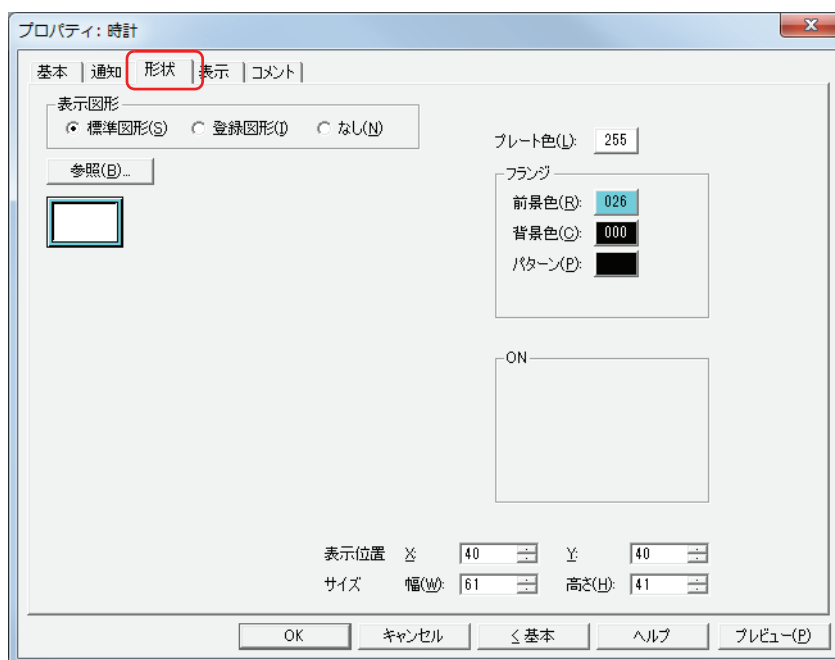 プロパティ: 時計
基本 通知 形状 表示 コメント
表示図形
標準図形(S) 登録図形(I) なし(N)
参照(B)...
プレート色(L): 255
フランジ
前景色(R): 026
背景色(C): 000
パターン(P):
ON
表示位置 X: 40 Y: 40
サイズ 幅(W): 61 高さ(H): 41
OK キャンセル < 基本 ヘルプ プレビュー(P)